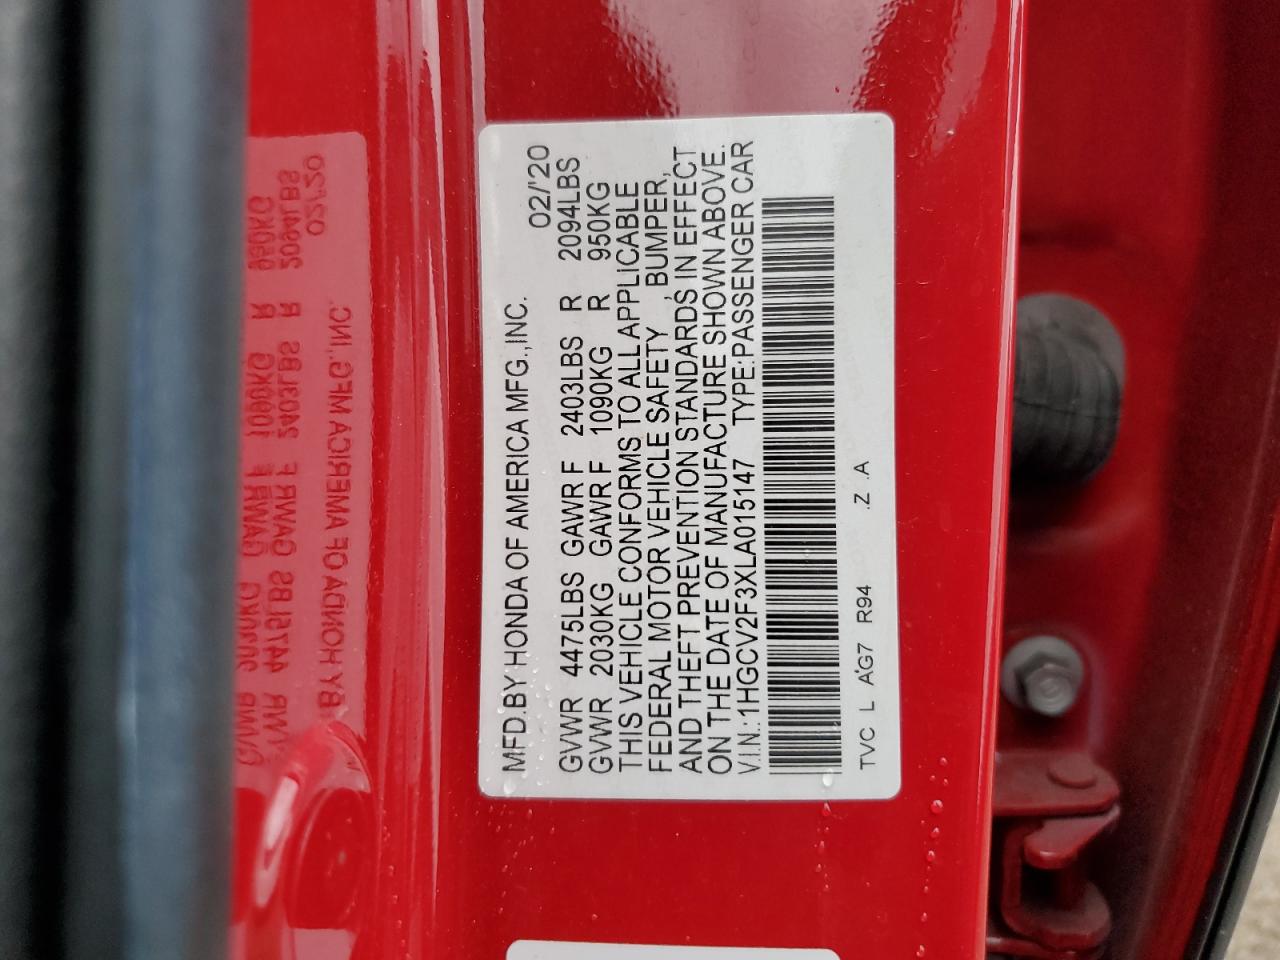 MFD.BY HONDA OF AMERICA MFG.,INC. 02/'20
GVWR 4475LBS GAWR F 2403LBS R 2094LBS
GVWR 2030KG GAWR F 1090KG R 950KG
THIS VEHICLE CONFORMS TO ALL APPLICABLE
FEDERAL MOTOR VEHICLE SAFETY , BUMPER,
AND THEFT PREVENTION STANDARDS IN EFFECT
ON THE DATE OF MANUFACTURE SHOWN ABOVE.
V.I.N.:1HGCV2F3XLA015147 TYPE:PASSENGER CAR
TVC L A'G7 R94 .Z .A